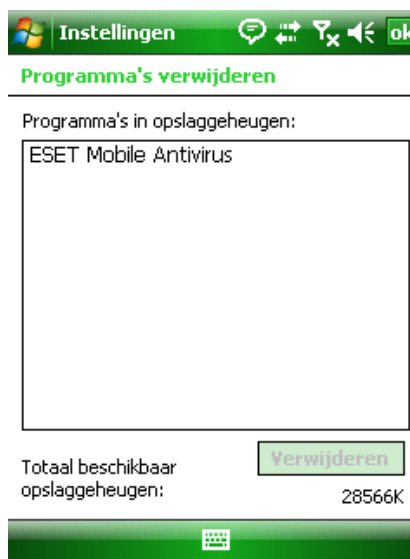 Instellingen
ok
Programma's verwijderen
Programma's in opslaggeheugen:
ESET Mobile Antivirus
Totaal beschikbaar
opslaggeheugen:
Verwijderen
28566K